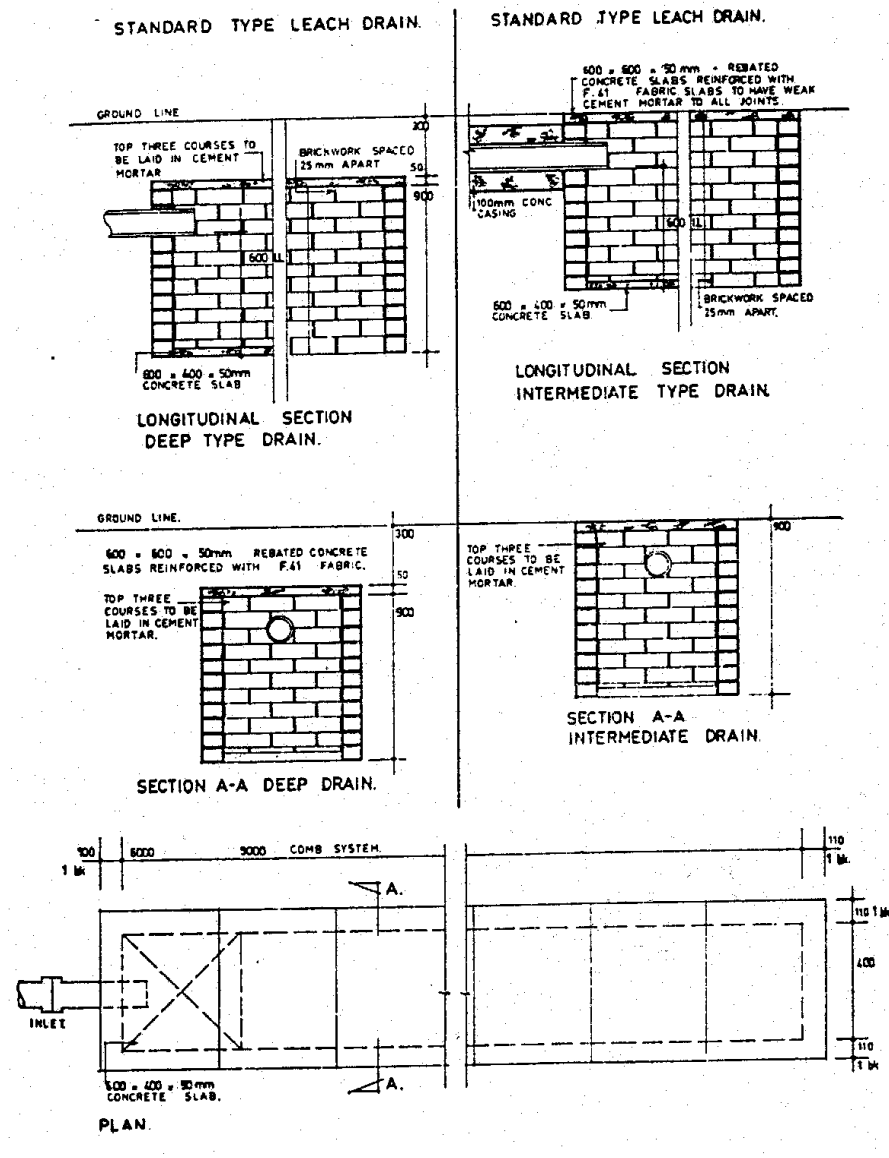 STANDARD TYPE LEACH DRAIN.
GROUND LINE
TOP THREE COURSES TO
BE LAID IN CEMENT
MORTAR
BRICKWORK SPACED
25mm APART
300
50
900
600 LL
600 x 400 x 50mm
CONCRETE SLAB
LONGITUDINAL SECTION
DEEP TYPE DRAIN.
STANDARD TYPE LEACH DRAIN.
600 x 600 x 50 mm - REBATED
CONCRETE SLABS REINFORCED WITH
F.41 FABRIC SLABS TO HAVE WEAK
CEMENT MORTAR TO ALL JOINTS.
100mm CONC
CASING
600 LL
600 x 400 x 50mm
CONCRETE SLAB
BRICKWORK SPACED
25mm APART.
LONGITUDINAL SECTION
INTERMEDIATE TYPE DRAIN.
GROUND LINE.
600 x 600 x 50mm REBATED CONCRETE
SLABS REINFORCED WITH F.41 FABRIC.
TOP THREE
COURSES TO BE
LAID IN CEMENT
MORTAR.
300
50
900
SECTION A-A DEEP DRAIN.
TOP THREE
COURSES TO BE
LAID IN CEMENT
MORTAR.
900
SECTION A-A
INTERMEDIATE DRAIN.
1 bk
6000
9000 COMB SYSTEM.
110
1 bk.
A.
110 1 bk
400
110
1 bk
INLET.
A.
600 x 400 x 50mm
CONCRETE SLAB.
PLAN.